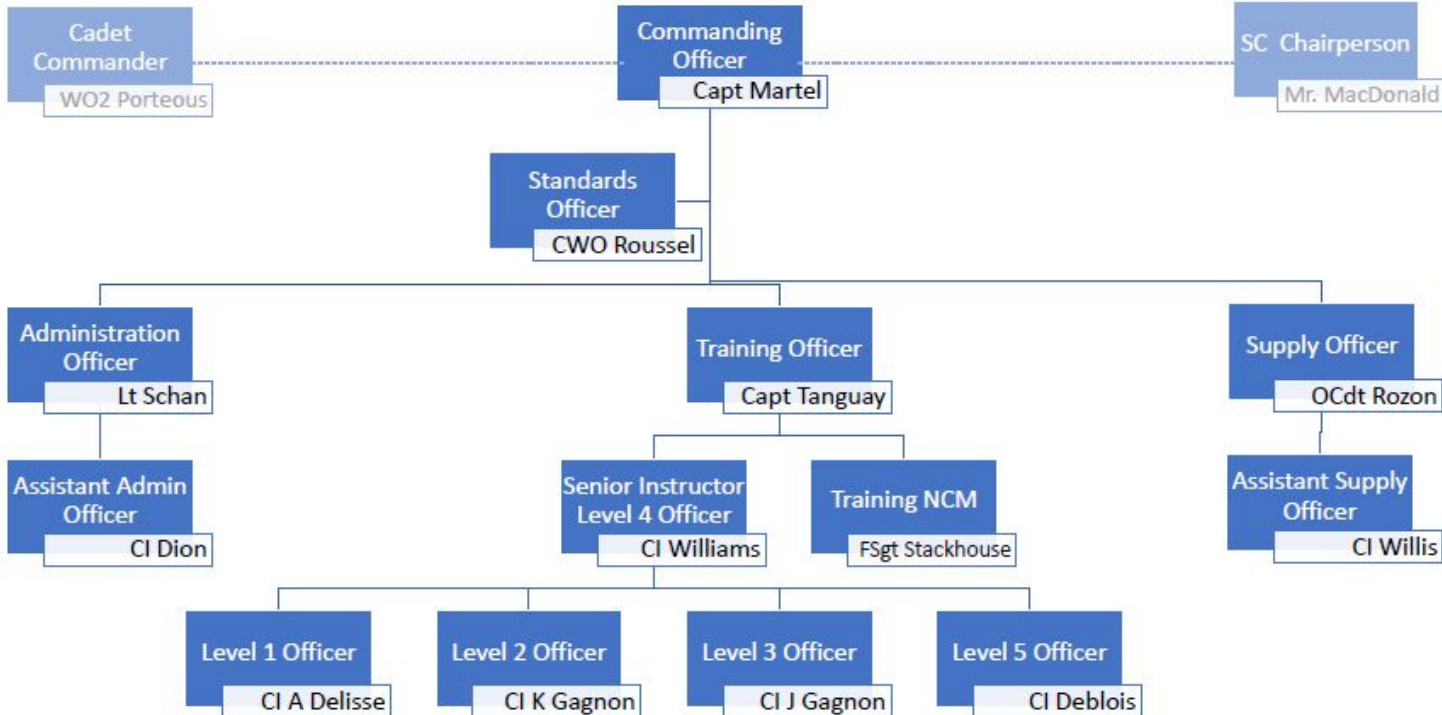 Cadet
Commander
WO2 Porteous
Commanding
Officer
Capt Martel
SC Chairperson
Mr. MacDonald
Standards
Officer
CWO Roussel
Administration
Officer
Lt Schan
Training Officer
Capt Tanguay
Supply Officer
OCdt Rozon
Assistant Admin
Officer
CI Dion
Senior Instructor
Level 4 Officer
CI Williams
Training NCM
FSgt Stackhouse
Assistant Supply
Officer
CI Willis
Level 1 Officer
CI A Delisse
Level 2 Officer
CI K Gagnon
Level 3 Officer
CI J Gagnon
Level 5 Officer
CI Deblois